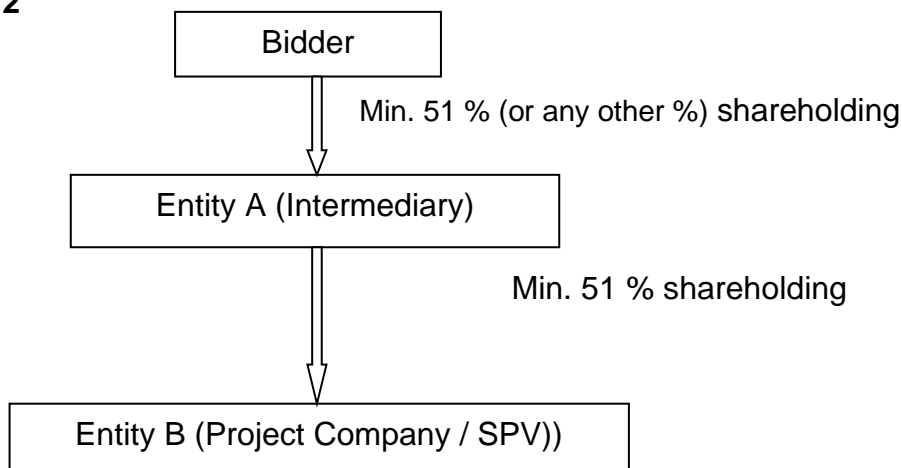 2
Bidder
Min. 51 % (or any other %) shareholding
Entity A (Intermediary)
Min. 51 % shareholding
Entity B (Project Company / SPV))